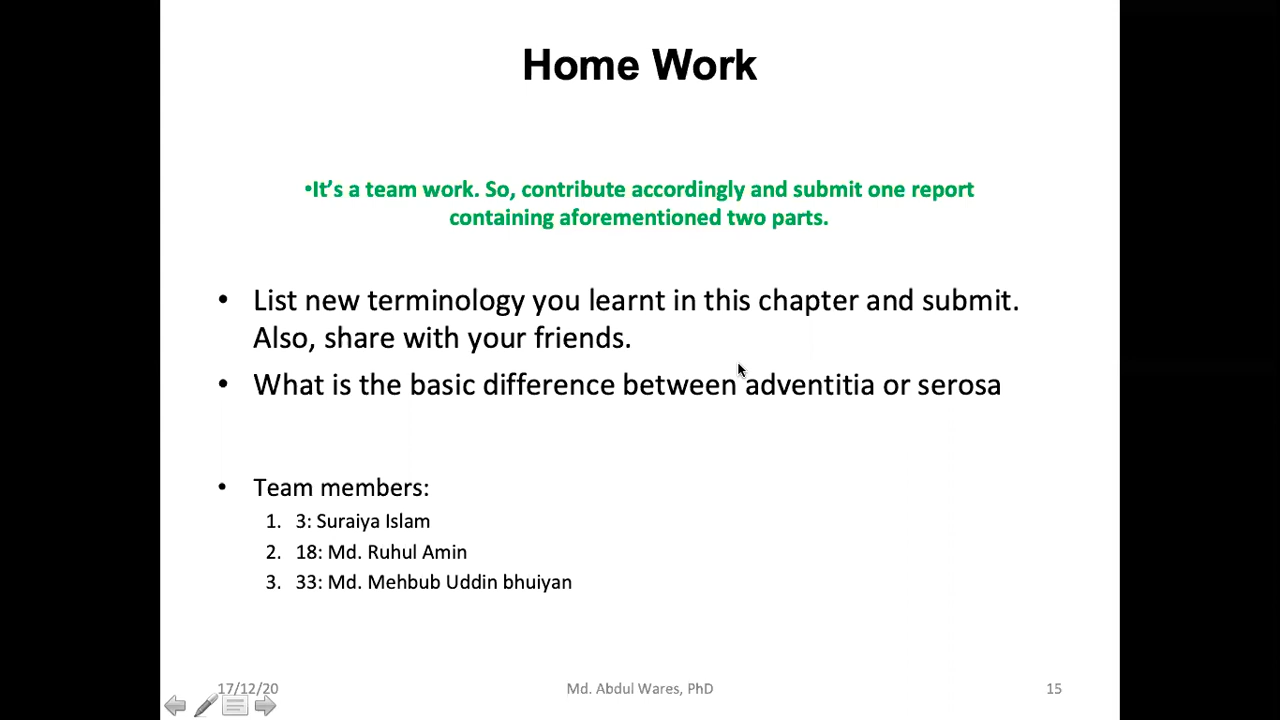 Home Work
•It’s a team work. So, contribute accordingly and submit one report
containing aforementioned two parts.
• List new terminology you learnt in this chapter and submit.
Also, share with your friends.
• What is the basic difference between adventitia or serosa
• Team members:
1. 3: Suraiya Islam
2. 18: Md. Ruhul Amin
3. 33: Md. Mehbub Uddin bhuiyan
17/12/20 Md. Abdul Wares, PhD 15